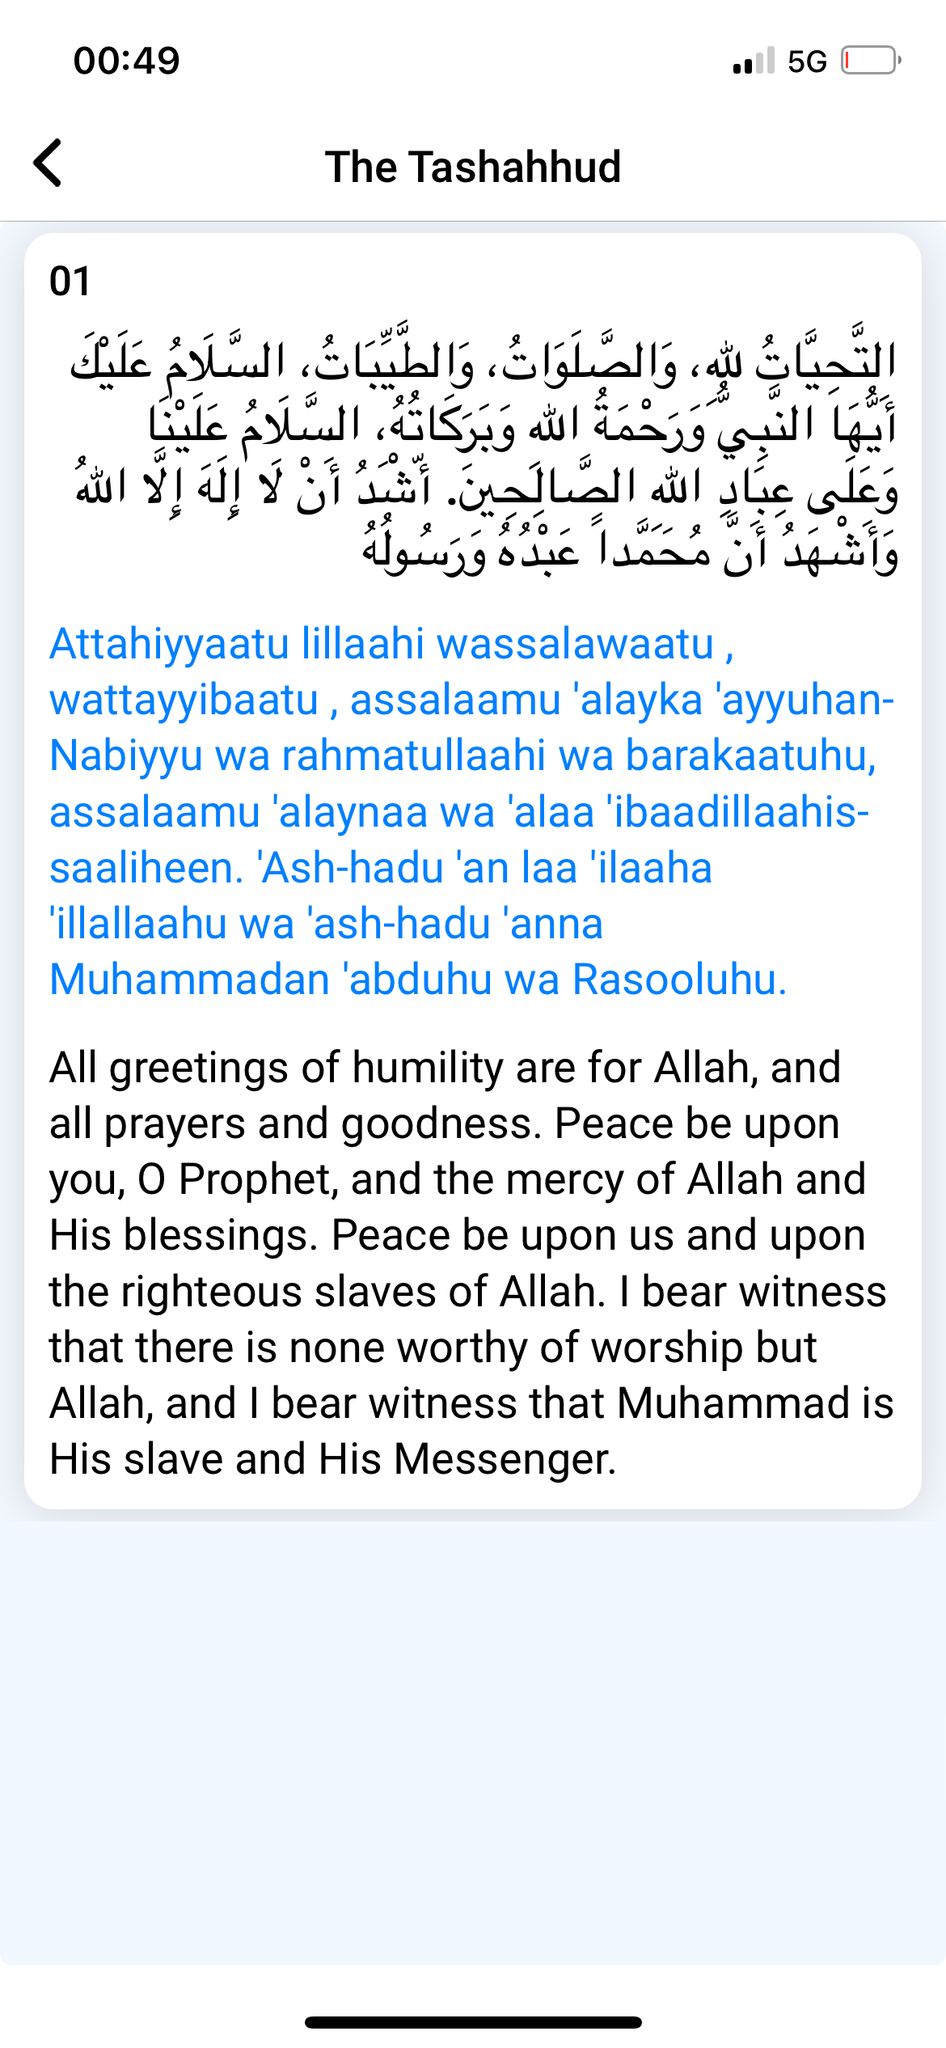 00:49
5G
The Tashahhud
01
التَّحِيَّاتُ لِلَّهِ، وَالصَّلَوَاتُ، وَالطَّيِّبَاتُ، السَّلَامُ عَلَيْكَ
أَيُّهَا النَّبِيُّ وَرَحْمَةُ الله وَبَرَكَاتُهُ، السَّلَامُ عَلَيْنَا
وَعَلَى عِبَادِ الله الصَّالِحِينَ. أَشْدُ أَنْ لَا إِلَهَ إِلَّا اللهُ
وَأَشْهَدُ أَنَّ مُحَمَّداً عَبْدُهُ وَرَسُولُهُ
Attahiyyaatu lillaahi wassalawaatu ,
wattayyibaatu , assalaamu 'alayka 'ayyuhan-
Nabiyyu wa rahmatullaahi wa barakaatuhu,
assalaamu 'alaynaa wa 'alaa 'ibaadillaahis-
saaliheen. 'Ash-hadu 'an laa 'ilaaha
'illallaahu wa 'ash-hadu 'anna
Muhammadan 'abduhu wa Rasooluhu.
All greetings of humility are for Allah, and
all prayers and goodness. Peace be upon
you, O Prophet, and the mercy of Allah and
His blessings. Peace be upon us and upon
the righteous slaves of Allah. I bear witness
that there is none worthy of worship but
Allah, and I bear witness that Muhammad is
His slave and His Messenger.